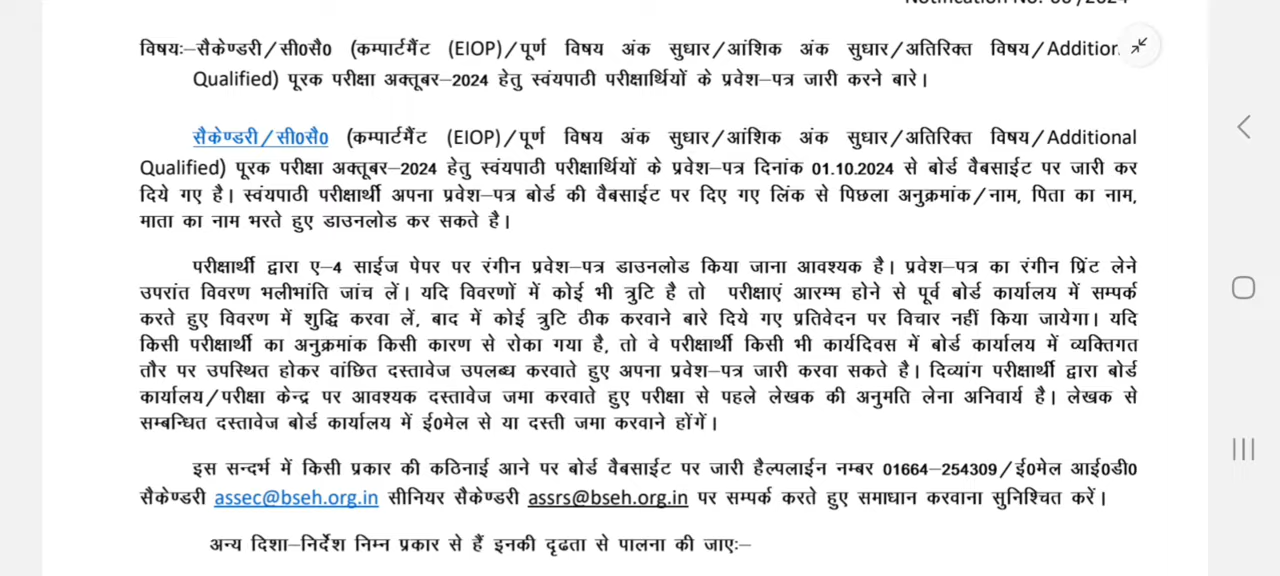 विषयः–सैकेण्डरी/सी0सै0 (कम्पार्टमैंट (EIOP)/पूर्ण विषय अंक सुधार/आंशिक अंक सुधार/अतिरिक्त विषय/Addition
Qualified) पूरक परीक्षा अक्तूबर–2024 हेतु स्वंयपाठी परीक्षार्थियों के प्रवेश–पत्र जारी करने बारे।
सैकेण्डरी/सी0सै0 (कम्पार्टमैंट (EIOP)/पूर्ण विषय अंक सुधार/आंशिक अंक सुधार/अतिरिक्त विषय/Additional
Qualified) पूरक परीक्षा अक्तूबर–2024 हेतु स्वंयपाठी परीक्षार्थियों के प्रवेश–पत्र दिनांक 01.10.2024 से बोर्ड वैबसाईट पर जारी कर
दिये गए है। स्वंयपाठी परीक्षार्थी अपना प्रवेश–पत्र बोर्ड की वैबसाईट पर दिए गए लिंक से पिछला अनुक्रमांक/नाम, पिता का नाम,
माता का नाम भरते हुए डाउनलोड कर सकते है।
परीक्षार्थी द्वारा ए–4 साईज पेपर पर रंगीन प्रवेश–पत्र डाउनलोड किया जाना आवश्यक है। प्रवेश–पत्र का रंगीन प्रिंट लेने
उपरांत विवरण भलीभांति जांच लें। यदि विवरणों में कोई भी त्रुटि है तो परीक्षाएं आरम्भ होने से पूर्व बोर्ड कार्यालय में सम्पर्क
करते हुए विवरण में शुद्धि करवा लें, बाद में कोई त्रुटि ठीक करवाने बारे दिये गए प्रतिवेदन पर विचार नहीं किया जायेगा। यदि
किसी परीक्षार्थी का अनुक्रमांक किसी कारण से रोका गया है, तो वे परीक्षार्थी किसी भी कार्यदिवस में बोर्ड कार्यालय में व्यक्तिगत
तौर पर उपस्थित होकर वांछित दस्तावेज उपलब्ध करवाते हुए अपना प्रवेश–पत्र जारी करवा सकते है। दिव्यांग परीक्षार्थी द्वारा बोर्ड
कार्यालय/परीक्षा केन्द्र पर आवश्यक दस्तावेज जमा करवाते हुए परीक्षा से पहले लेखक की अनुमति लेना अनिवार्य है। लेखक से
सम्बन्धित दस्तावेज बोर्ड कार्यालय में ई0मेल से या दस्ती जमा करवाने होंगें।
इस सन्दर्भ में किसी प्रकार की कठिनाई आने पर बोर्ड वैबसाईट पर जारी हैल्पलाईन नम्बर 01664–254309/ई0मेल आई0डी0
सैकेण्डरी assec@bseh.org.in सीनियर सैकेण्डरी assrs@bseh.org.in पर सम्पर्क करते हुए समाधान करवाना सुनिश्चित करें।
अन्य दिशा–निर्देश निम्न प्रकार से हैं इनकी दृढता से पालना की जाएः–